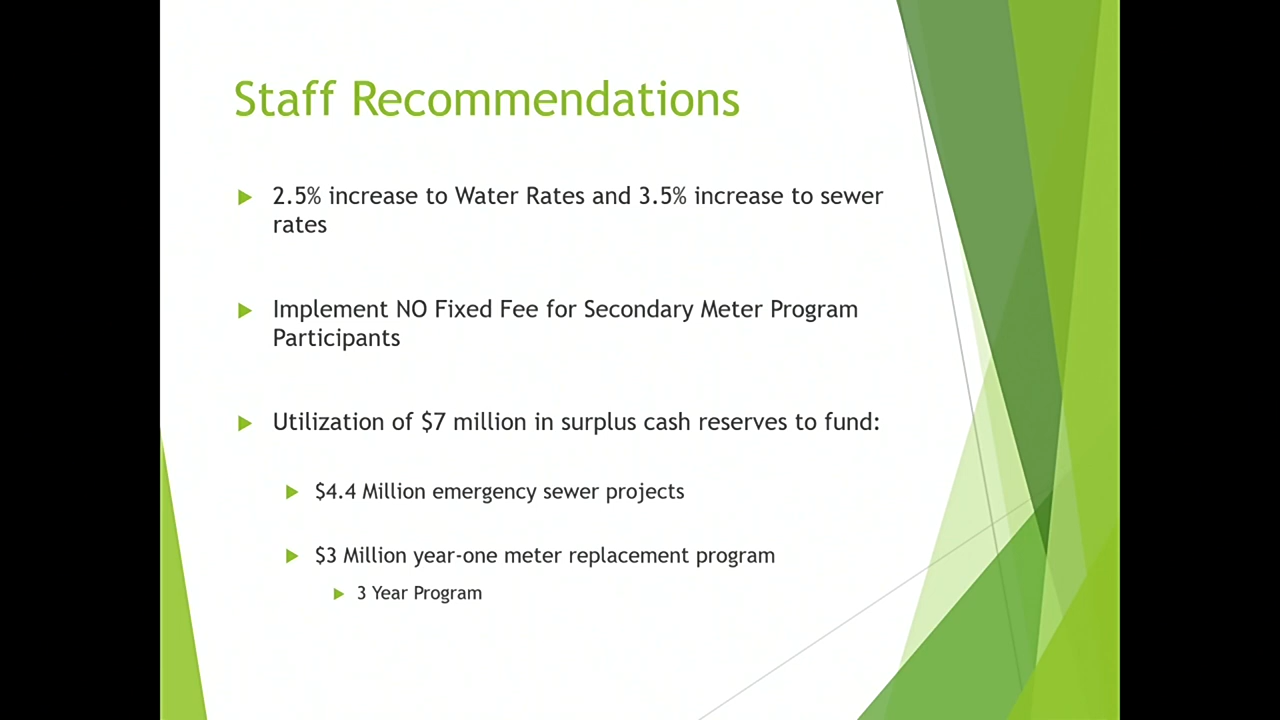 Staff Recommendations
2.5% increase to Water Rates and 3.5% increase to sewer
rates
Implement NO Fixed Fee for Secondary Meter Program
Participants
Utilization of $7 million in surplus cash reserves to fund:
$4.4 Million emergency sewer projects
$3 Million year-one meter replacement program
3 Year Program